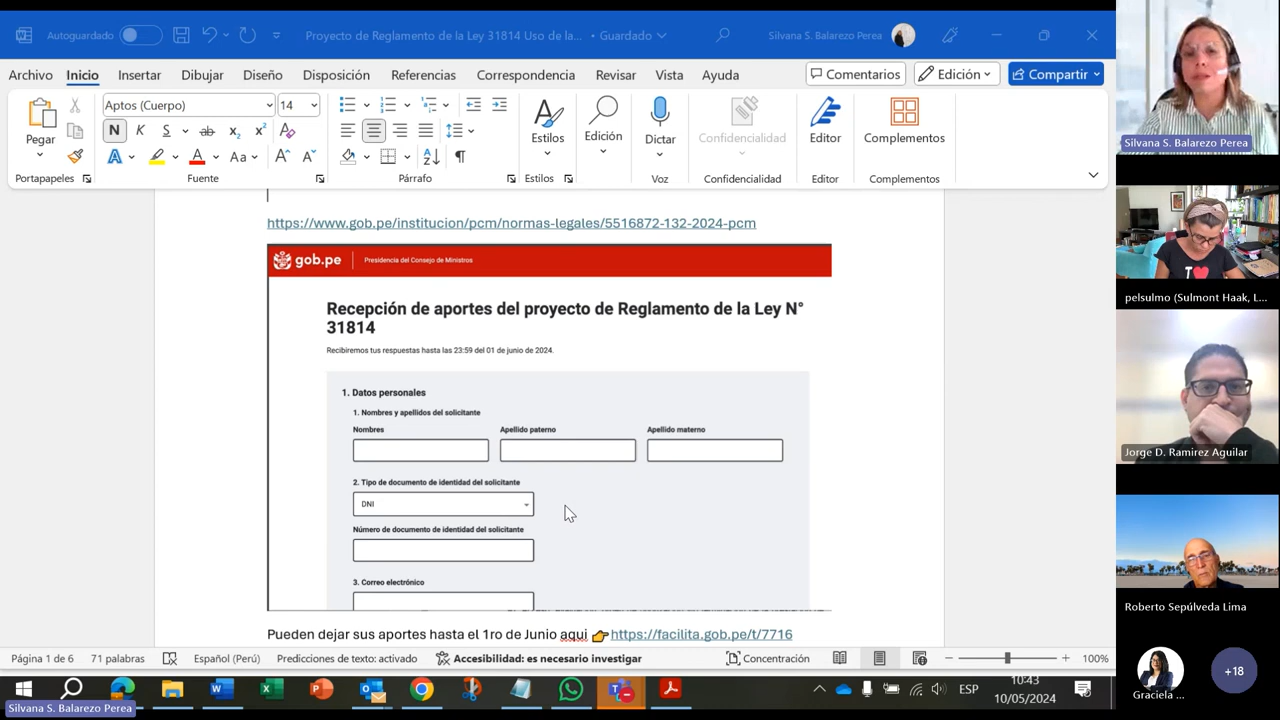 Autoguardado
Proyecto de Reglamento de la Ley 31814 Uso de la... • Guardado
Silvana S. Balarezo Perea
Archivo Inicio Insertar Dibujar Diseño Disposición Referencias Correspondencia Revisar Vista Ayuda
Comentarios Edición Compartir
Pegar
Aptos (Cuerpo) 14
N K S ab x₂ x²
A A Aa A A
Estilos
Edición
Dictar
Confidencialidad
Editor
Complementos
Portapapeles Fuente Párrafo Estilos Voz Confidencialidad Editor Complementos
https://www.gob.pe/institucion/pcm/normas-legales/5516872-132-2024-pcm
gob.pe Presidencia del Consejo de Ministros
Recepción de aportes del proyecto de Reglamento de la Ley N°
31814
Recibiremos tus respuestas hasta las 23:59 del 01 de junio de 2024.
1. Datos personales
1. Nombres y apellidos del solicitante
Nombres Apellido paterno Apellido materno
2. Tipo de documento de identidad del solicitante
DNI
Número de documento de identidad del solicitante
3. Correo electrónico
Pueden dejar sus aportes hasta el 1ro de Junio aqui 👉https://facilita.gob.pe/t/7716
Página 1 de 6 71 palabras Español (Perú) Predicciones de texto: activado Accesibilidad: es necesario investigar Concentración 100%
ESP
10:43
10/05/2024
Silvana S. Balarezo Perea
Silvana S. Balarezo Perea
I ♥
pelsulmo (Sulmont Haak, L...
Jorge D. Ramirez Aguilar
Roberto Sepúlveda Lima
Graciela ...
+18